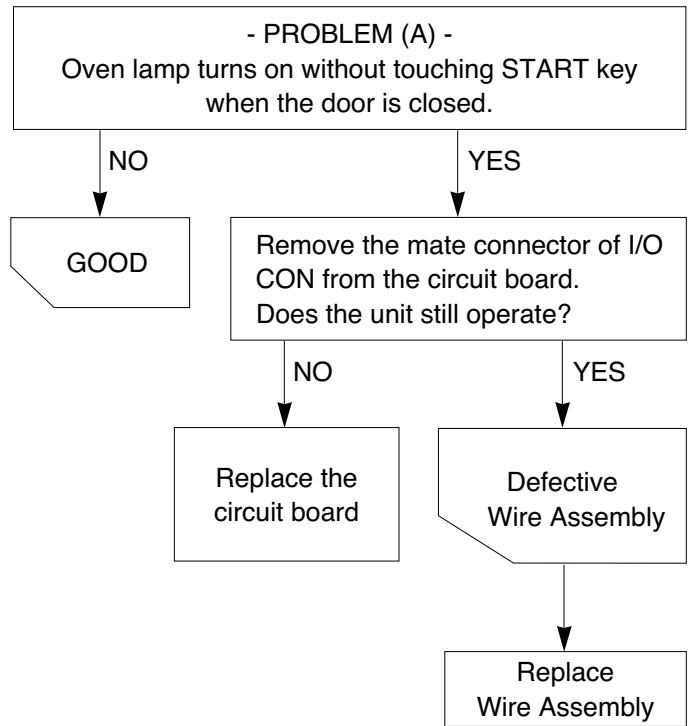 - PROBLEM (A) -
Oven lamp turns on without touching START key
when the door is closed.
NO
YES
GOOD
Remove the mate connector of I/O
CON from the circuit board.
Does the unit still operate?
NO
YES
Replace the
circuit board
Defective
Wire Assembly
Replace
Wire Assembly